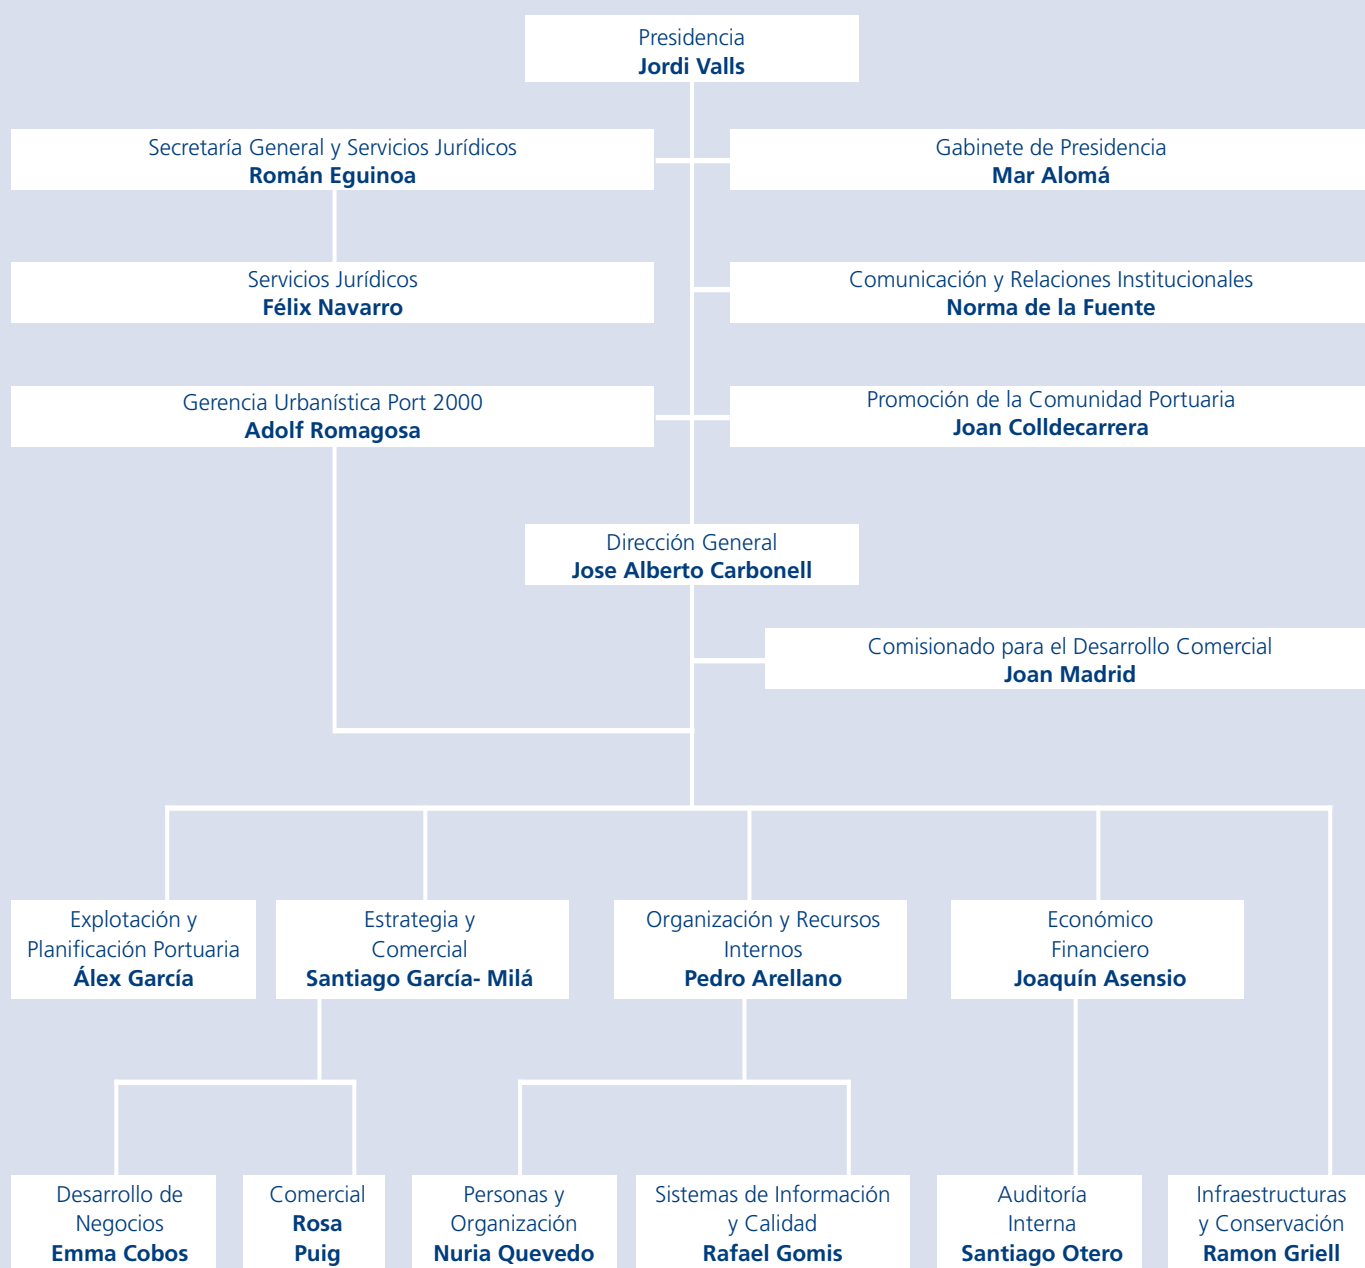 Presidencia
Jordi Valls
Secretaría General y Servicios Jurídicos
Román Eguinoa
Gabinete de Presidencia
Mar Alomá
Servicios Jurídicos
Félix Navarro
Comunicación y Relaciones Institucionales
Norma de la Fuente
Gerencia Urbanística Port 2000
Adolf Romagosa
Promoción de la Comunidad Portuaria
Joan Colldecarrera
Dirección General
Jose Alberto Carbonell
Comisionado para el Desarrollo Comercial
Joan Madrid
Explotación y
Planificación Portuaria
Álex García
Estrategia y
Comercial
Santiago García- Milá
Organización y Recursos
Internos
Pedro Arellano
Económico
Financiero
Joaquín Asensio
Desarrollo de
Negocios
Emma Cobos
Comercial
Rosa
Puig
Personas y
Organización
Nuria Quevedo
Sistemas de Información
y Calidad
Rafael Gomis
Auditoría
Interna
Santiago Otero
Infraestructuras
y Conservación
Ramon Griell